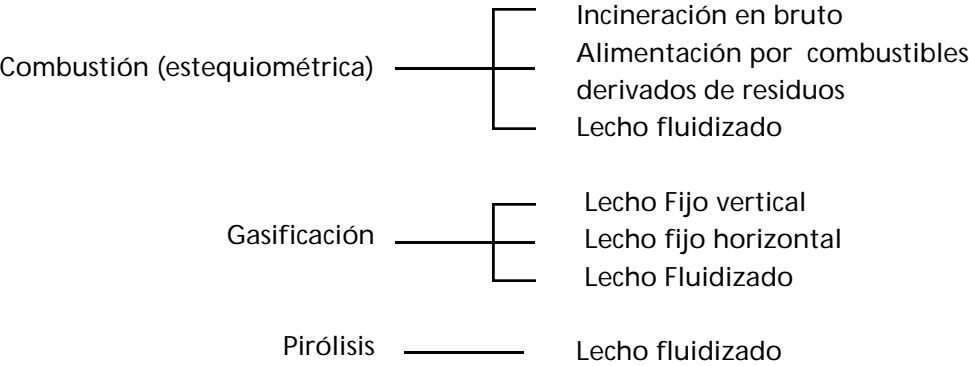 Combustión (estequiométrica)
Incineración en bruto
Alimentación por combustibles
derivados de residuos
Lecho fluidizado
Gasificación
Lecho Fijo vertical
Lecho fijo horizontal
Lecho Fluidizado
Pirólisis
Lecho fluidizado